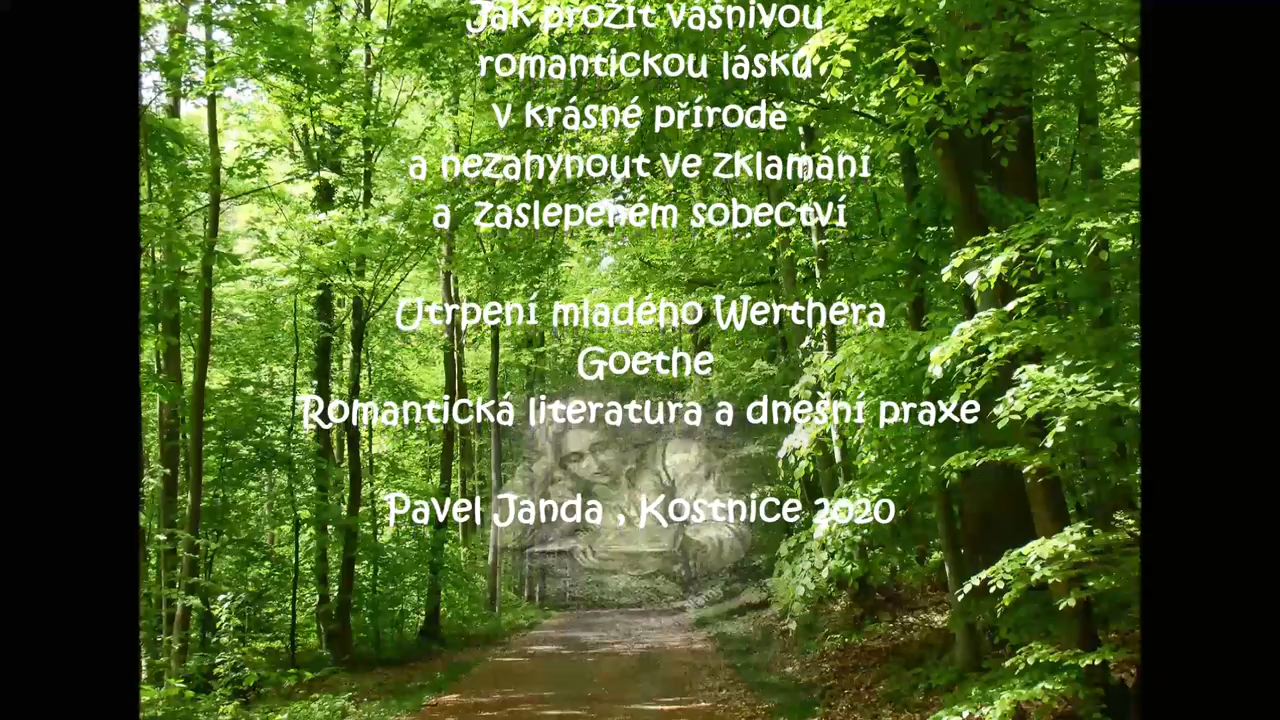 Jak prožít vášnivou
romantickou lásku
v krásné přírodě
a nezahynout ve zklamání
a zaslepeném sobectví
Utrpení mladého Werthera
Goethe
Romantická literatura a dnešní praxe
Pavel Janda , Kostnice 2020